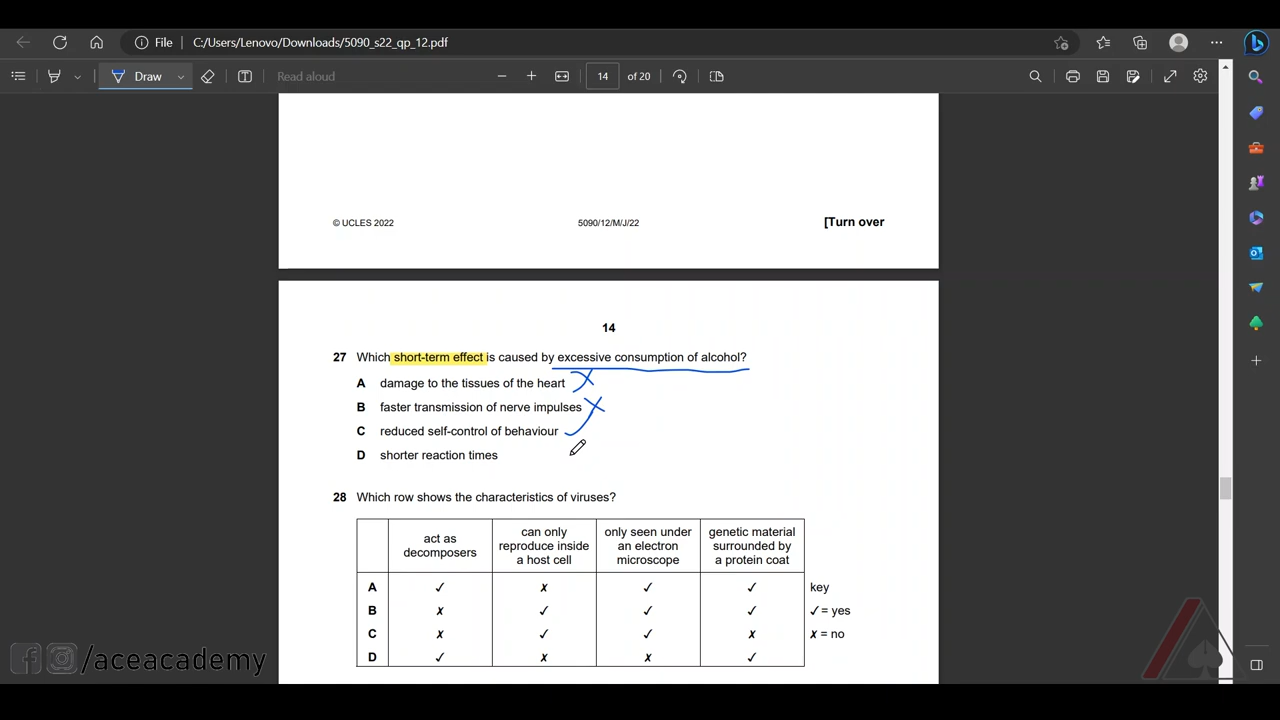 File
C:/Users/Lenovo/Downloads/5090_s22_qp_12.pdf
Draw
Read aloud
14
of 20
© UCLES 2022
5090/12/M/J/22
[Turn over
14
27 Which short-term effect is caused by excessive consumption of alcohol?
A damage to the tissues of the heart
B faster transmission of nerve impulses
C reduced self-control of behaviour
D shorter reaction times
28 Which row shows the characteristics of viruses?
act as decomposers
can only reproduce inside a host cell
only seen under an electron microscope
genetic material surrounded by a protein coat
A ✓ ✗ ✓ ✓ key
B ✗ ✓ ✓ ✓ ✓ = yes
C ✗ ✓ ✓ ✗ ✗ = no
D ✓ ✗ ✗ ✓
/aceacademy